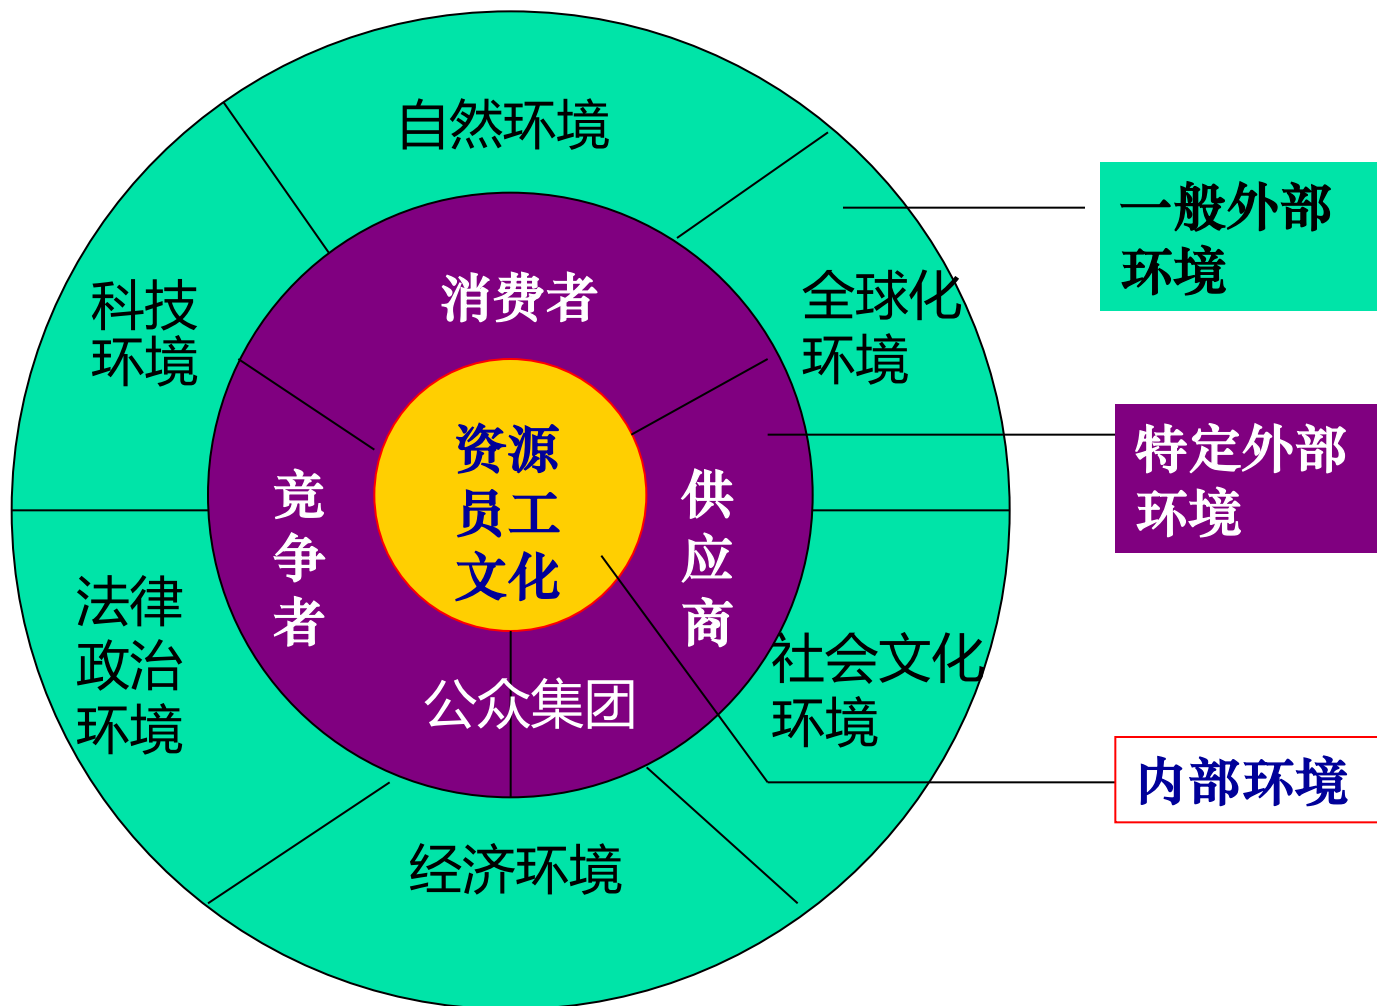 自然环境
科技
环境
全球化
环境
消费者
资源
员工
文化
竞
争
者
供
应
商
公众集团
法律
政治
环境
社会文化
环境
经济环境
一般外部
环境
特定外部
环境
内部环境